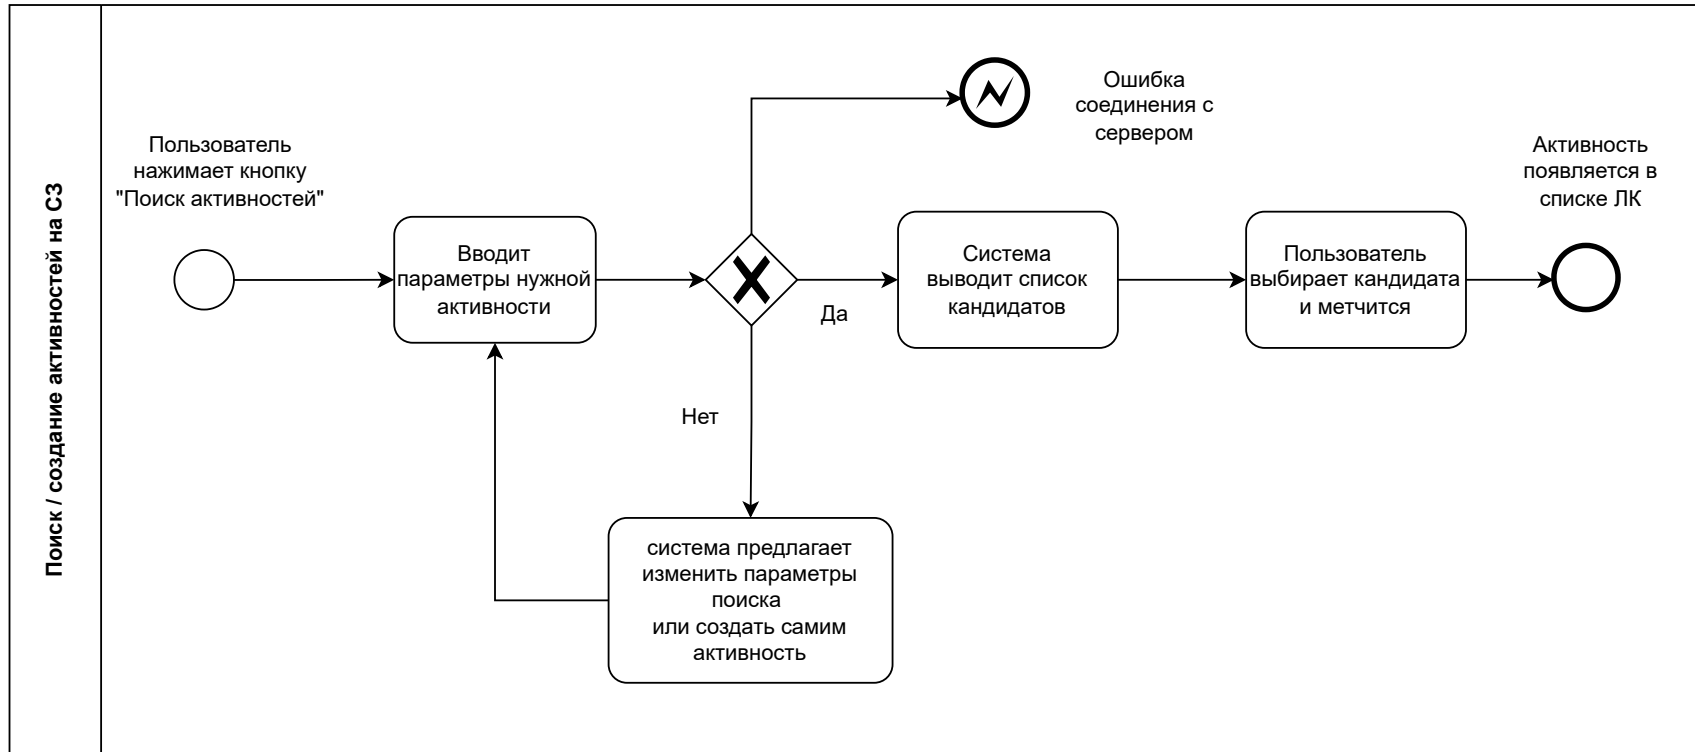 Поиск / создание активностей на СЗ
Пользователь
нажимает кнопку
"Поиск активностей"
Вводит
параметры нужной
активности
Ошибка
соединения с
сервером
Да
Нет
Система
выводит список
кандидатов
Пользователь
выбирает кандидата
и метчится
Активность
появляется в
списке ЛК
система предлагает
изменить параметры
поиска
или создать самим
активность